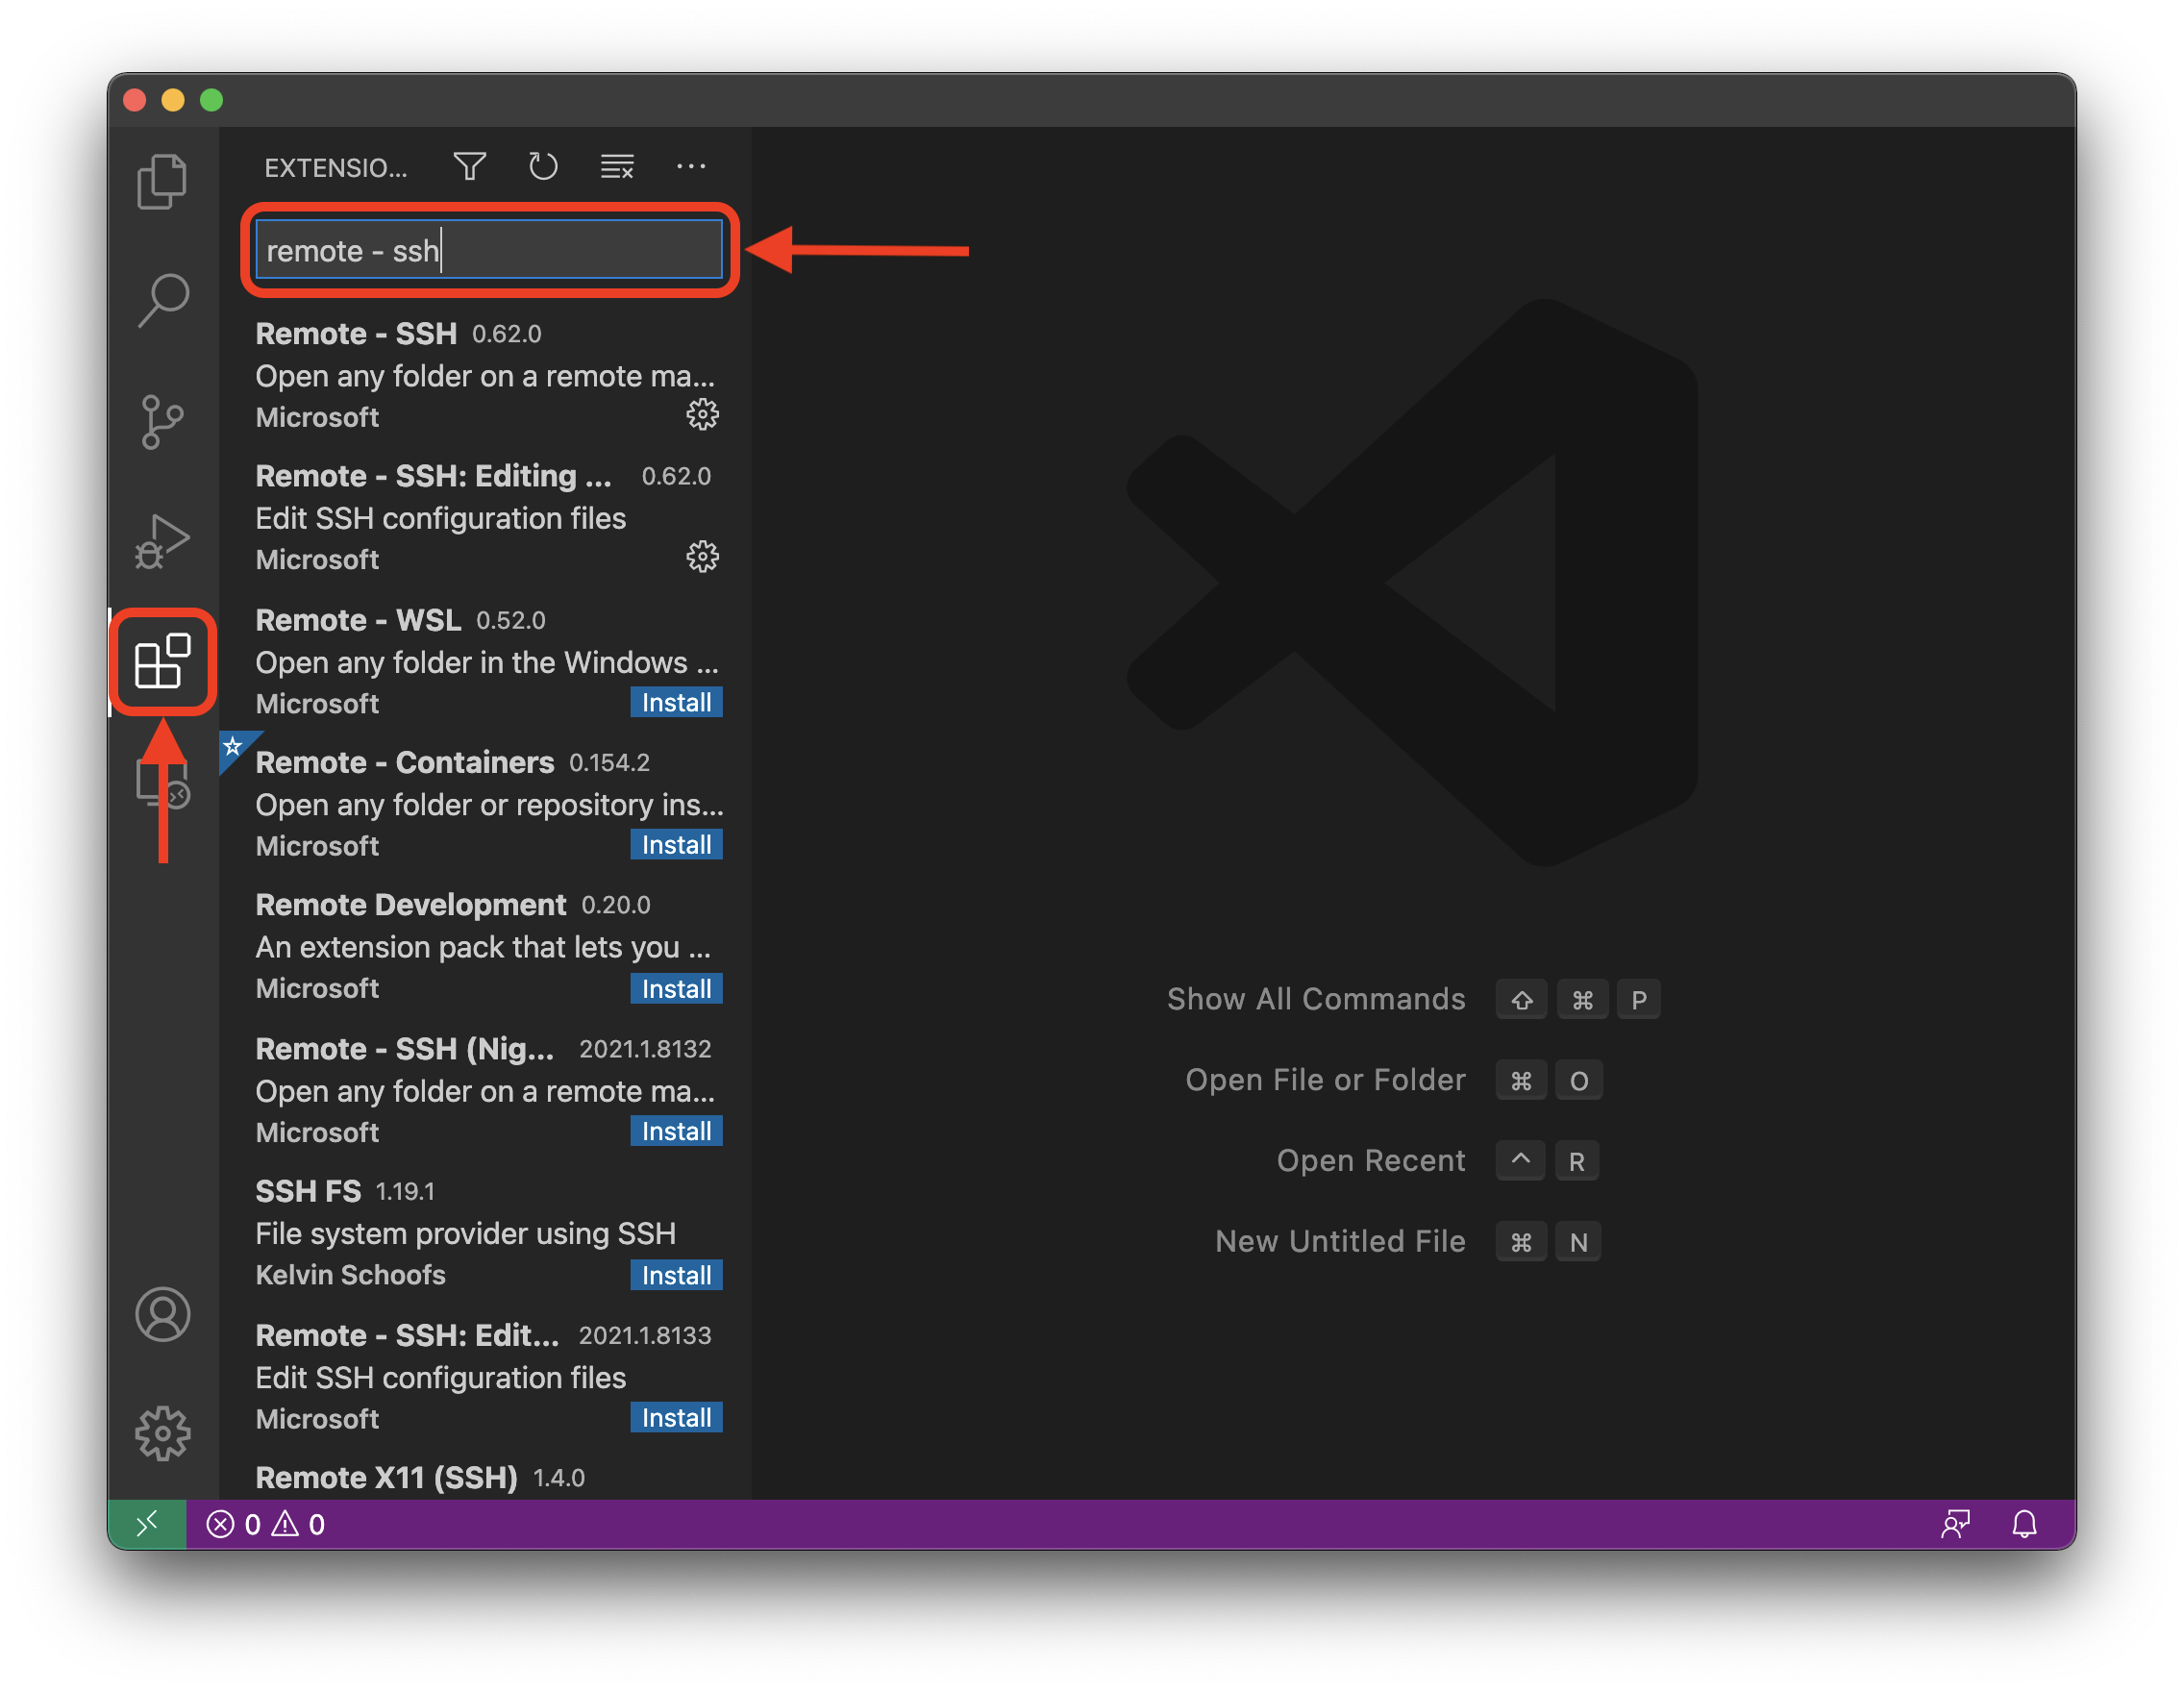 EXTENSIO...
remote - ssh
Remote - SSH 0.62.0
Open any folder on a remote ma...
Microsoft
Remote - SSH: Editing ... 0.62.0
Edit SSH configuration files
Microsoft
Remote - WSL 0.52.0
Open any folder in the Windows ...
Microsoft Install
Remote - Containers 0.154.2
Open any folder or repository ins...
Microsoft Install
Remote Development 0.20.0
An extension pack that lets you ...
Microsoft Install
Remote - SSH (Nig... 2021.1.8132
Open any folder on a remote ma...
Microsoft Install
SSH FS 1.19.1
File system provider using SSH
Kelvin Schoofs Install
Remote - SSH: Edit... 2021.1.8133
Edit SSH configuration files
Microsoft Install
Remote X11 (SSH) 1.4.0
Show All Commands ⇧ ⌘ P
Open File or Folder ⌘ O
Open Recent ^ R
New Untitled File ⌘ N
0 0